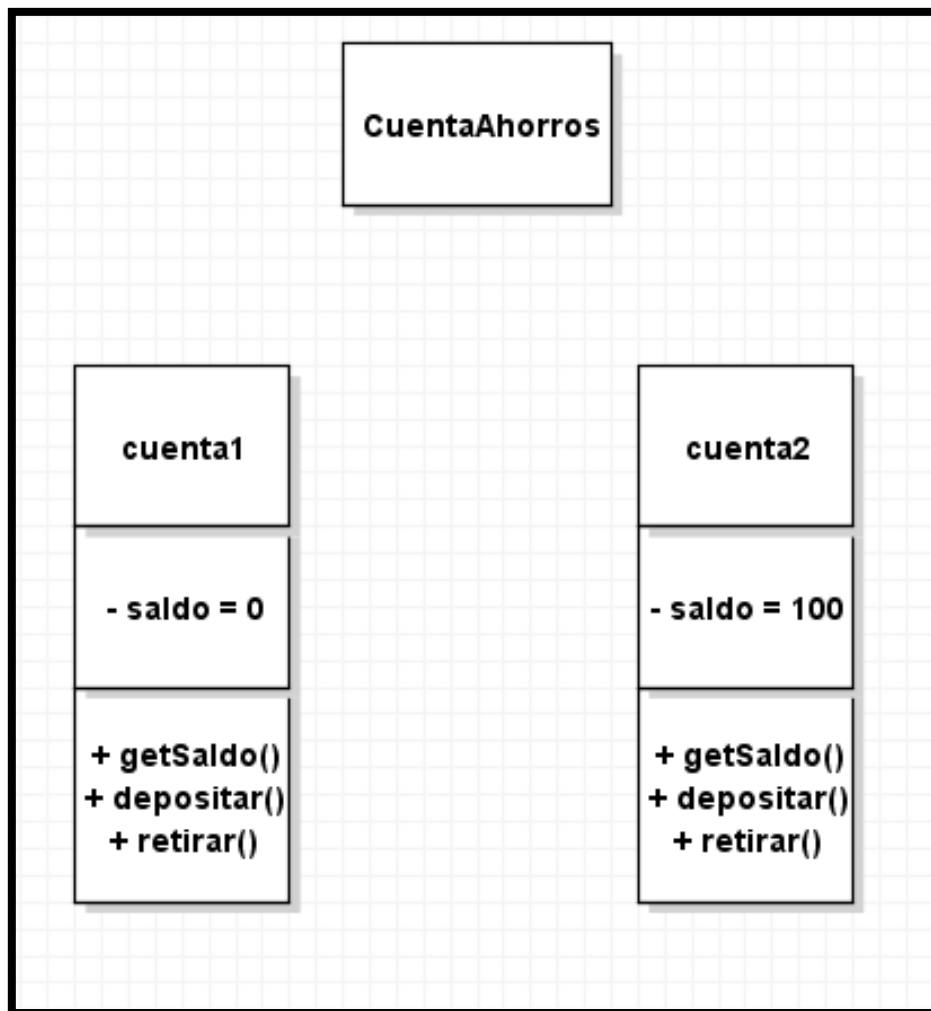 CuentaAhorros
cuenta1
- saldo = 0
+ getSaldo()
+ depositar()
+ retirar()
cuenta2
- saldo = 100
+ getSaldo()
+ depositar()
+ retirar()